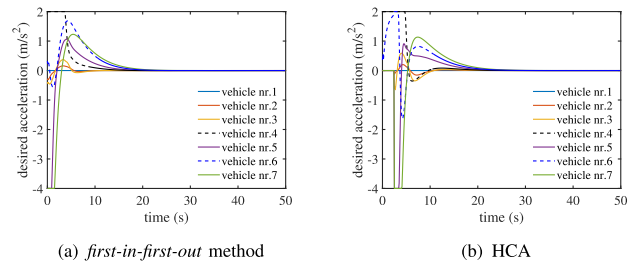 desired acceleration (m/s²)
2
1
0
-1
-2
-3
-4
0
10
20
30
40
50
time (s)
vehicle nr.1
vehicle nr.2
vehicle nr.3
vehicle nr.4
vehicle nr.5
vehicle nr.6
vehicle nr.7
(a) first-in-first-out method
desired acceleration (m/s²)
2
1
0
-1
-2
-3
-4
0
10
20
30
40
50
time (s)
vehicle nr.1
vehicle nr.2
vehicle nr.3
vehicle nr.4
vehicle nr.5
vehicle nr.6
vehicle nr.7
(b) HCA